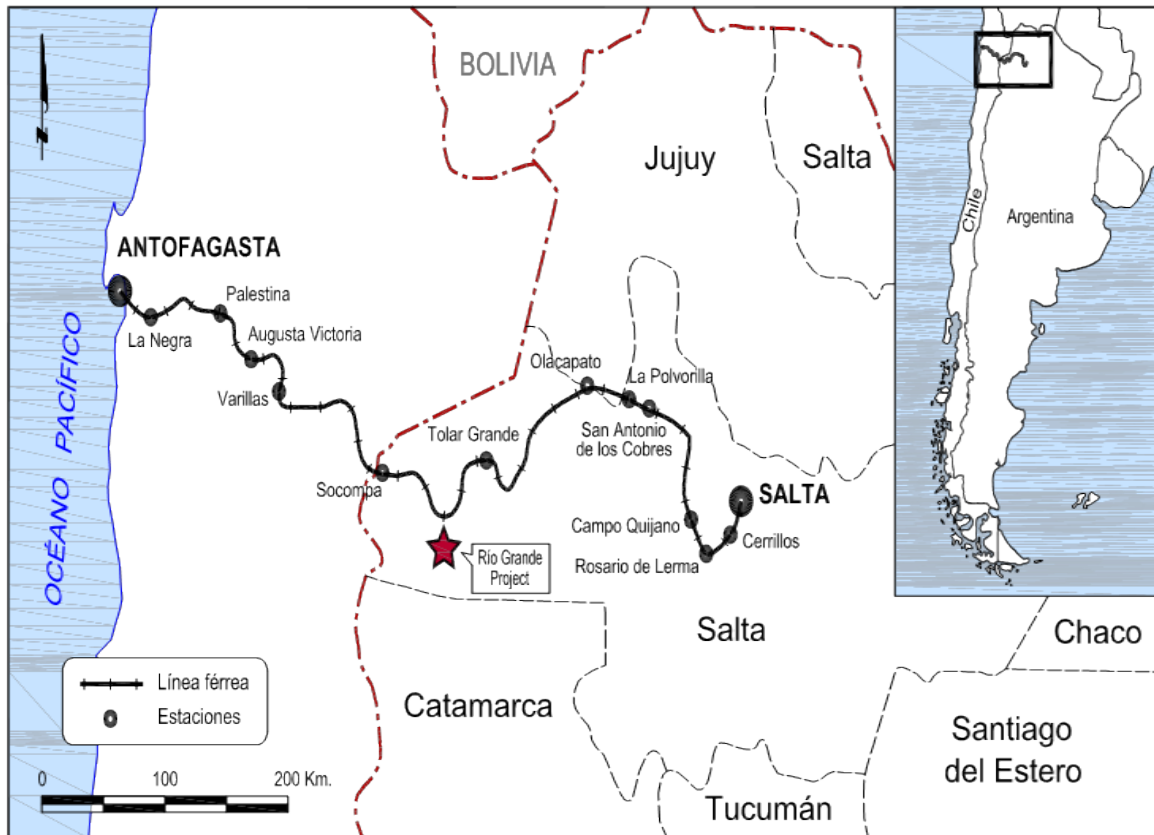 BOLIVIA
Jujuy
Salta
Chile
Argentina
ANTOFAGASTA
Palestina
La Negra
Augusta Victoria
Varillas
OCÉANO PACÍFICO
Olacapato
La Polvorilla
Tolar Grande
San Antonio
de los Cobres
Socompa
SALTA
Campo Quijano
Cerrillos
Rosario de Lerma
Río Grande
Project
Salta
Chaco
Línea férrea
Estaciones
Catamarca
Santiago
del Estero
Tucumán
0 100 200 Km.